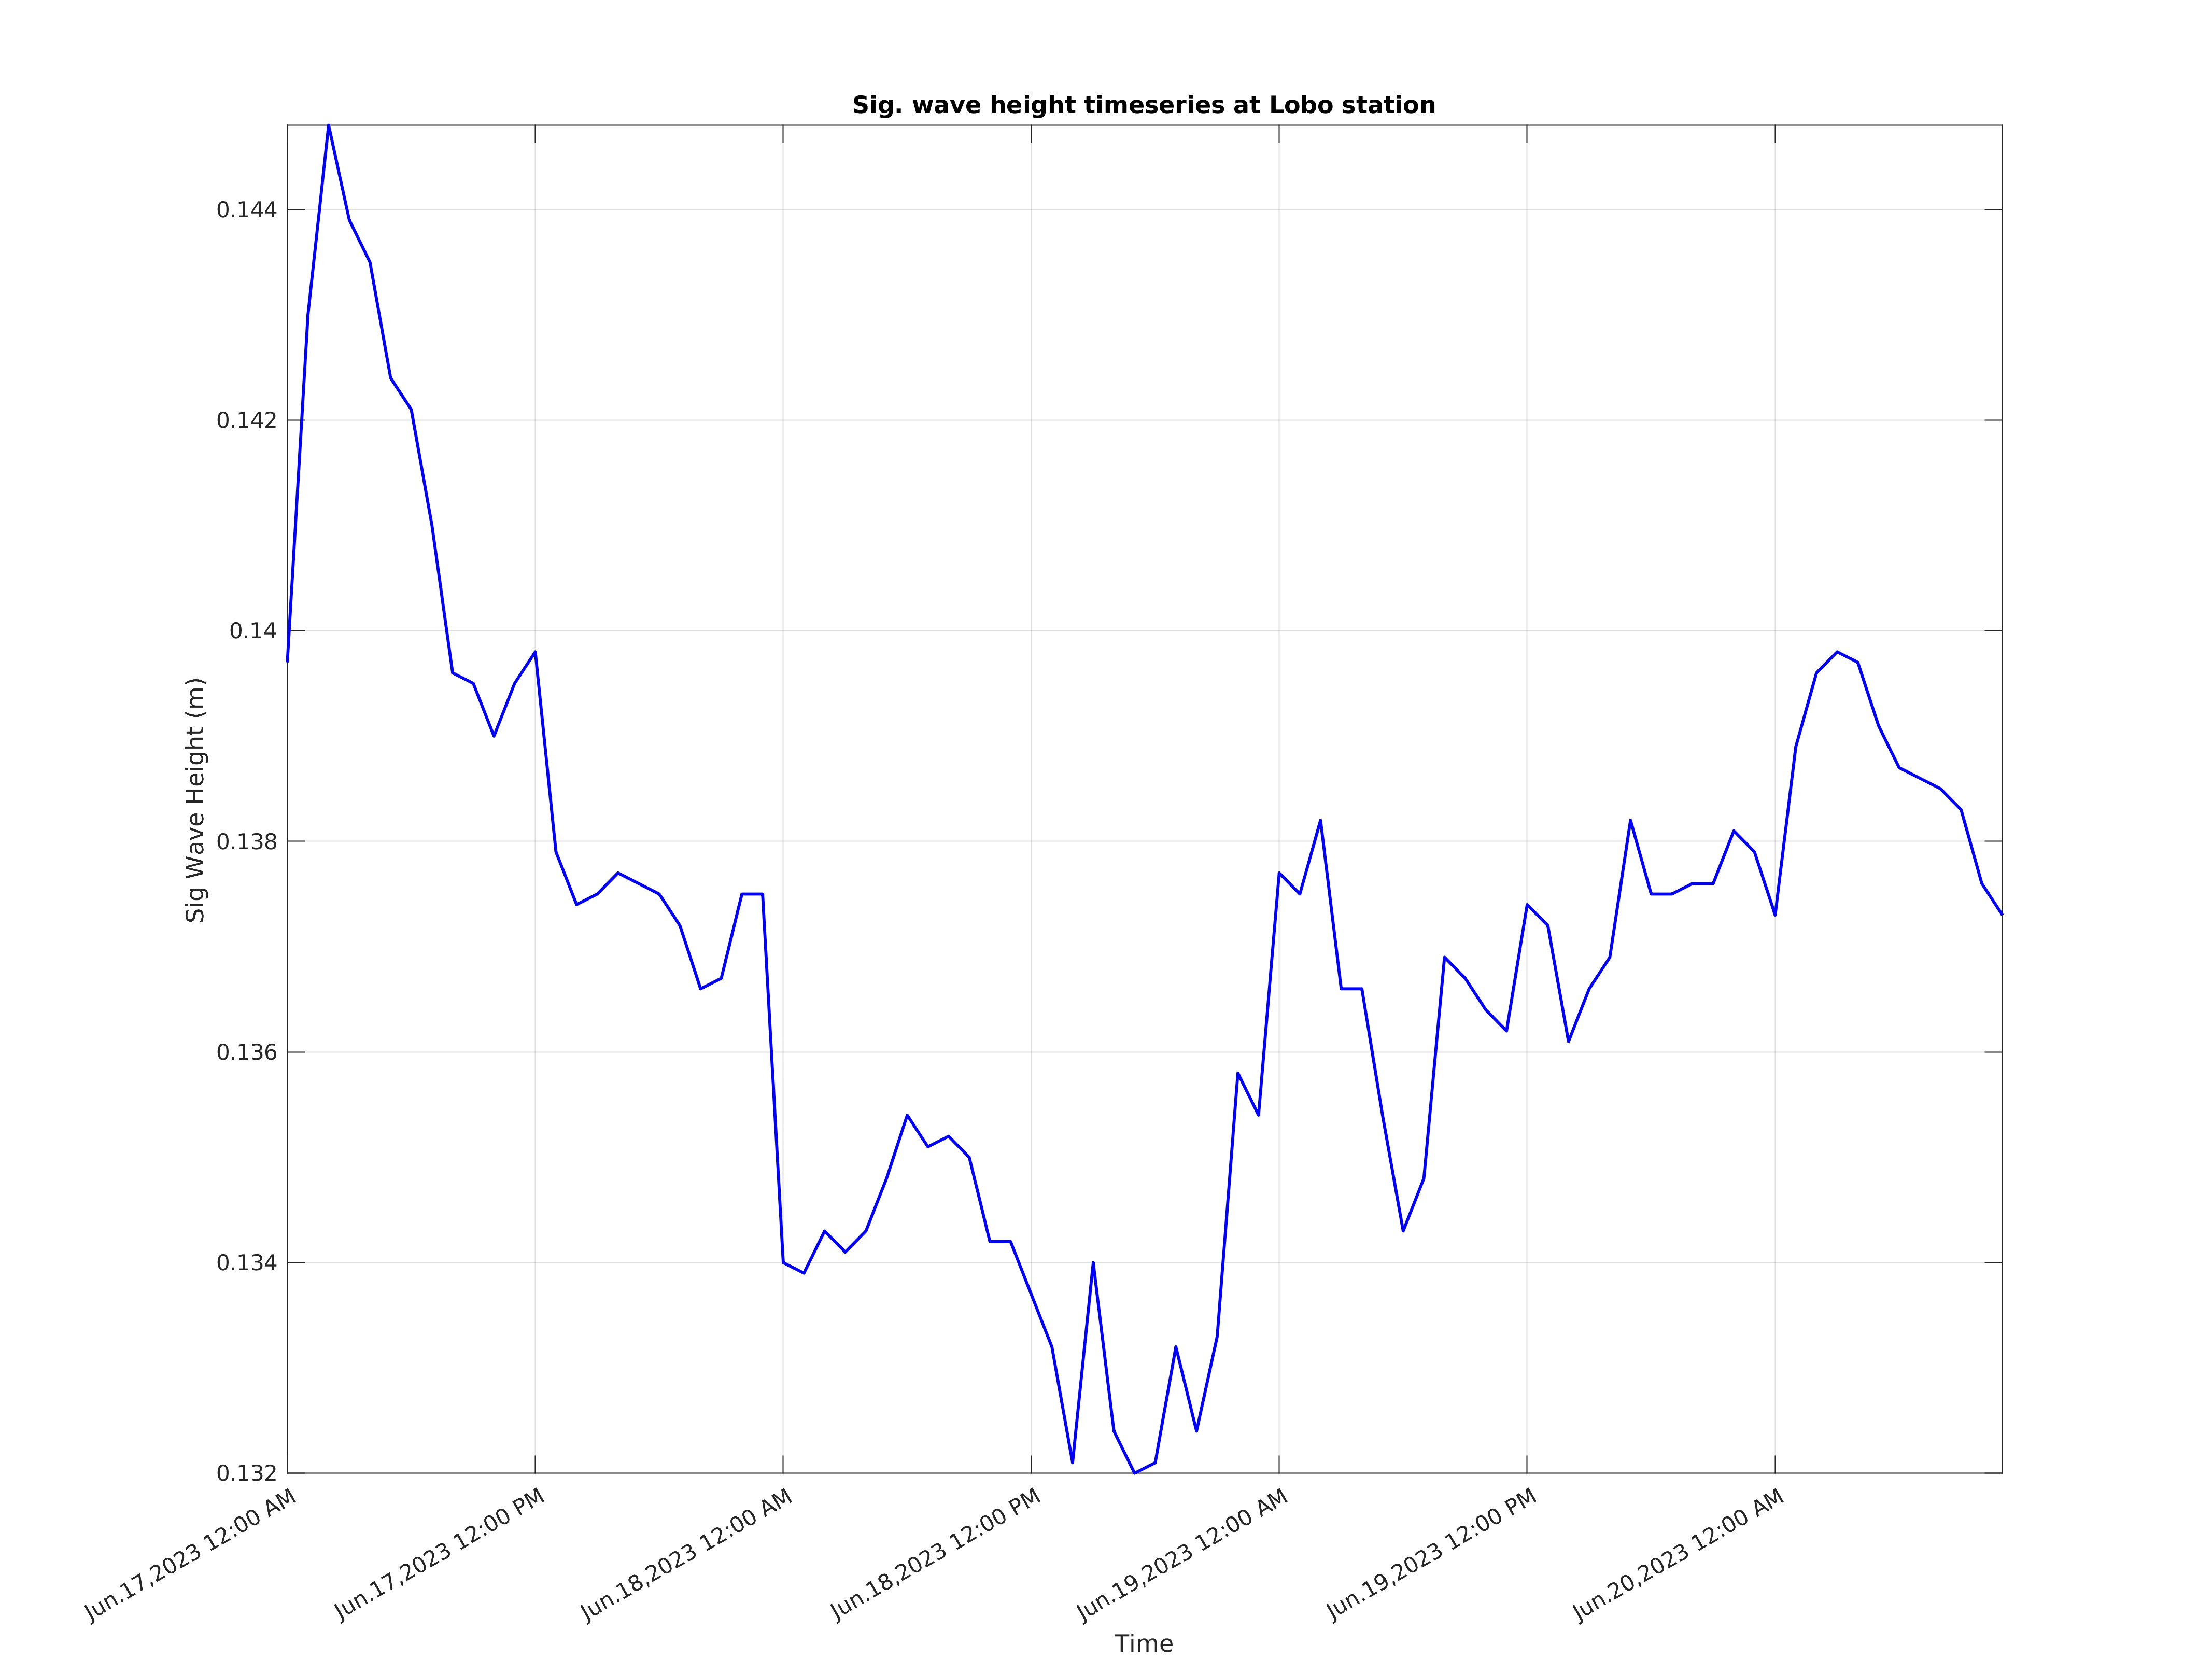 Sig. wave height timeseries at Lobo station
0.144
0.142
0.14
0.138
0.136
0.134
0.132
Sig Wave Height (m)
Jun.17,2023 12:00 AM
Jun.17,2023 12:00 PM
Jun.18,2023 12:00 AM
Jun.18,2023 12:00 PM
Jun.19,2023 12:00 AM
Jun.19,2023 12:00 PM
Jun.20,2023 12:00 AM
Time